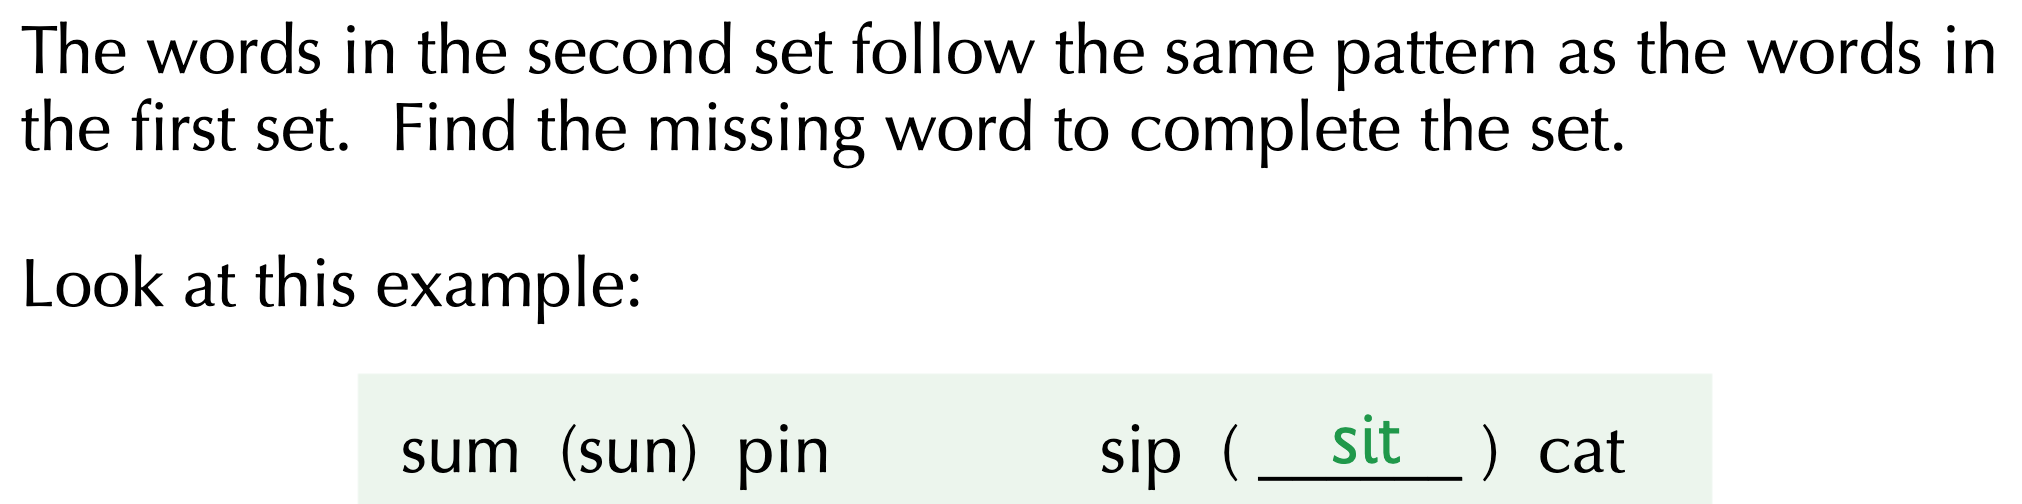 The words in the second set follow the same pattern as the words in
the first set. Find the missing word to complete the set.
Look at this example:
sum (sun) pin sip ( sit ) cat